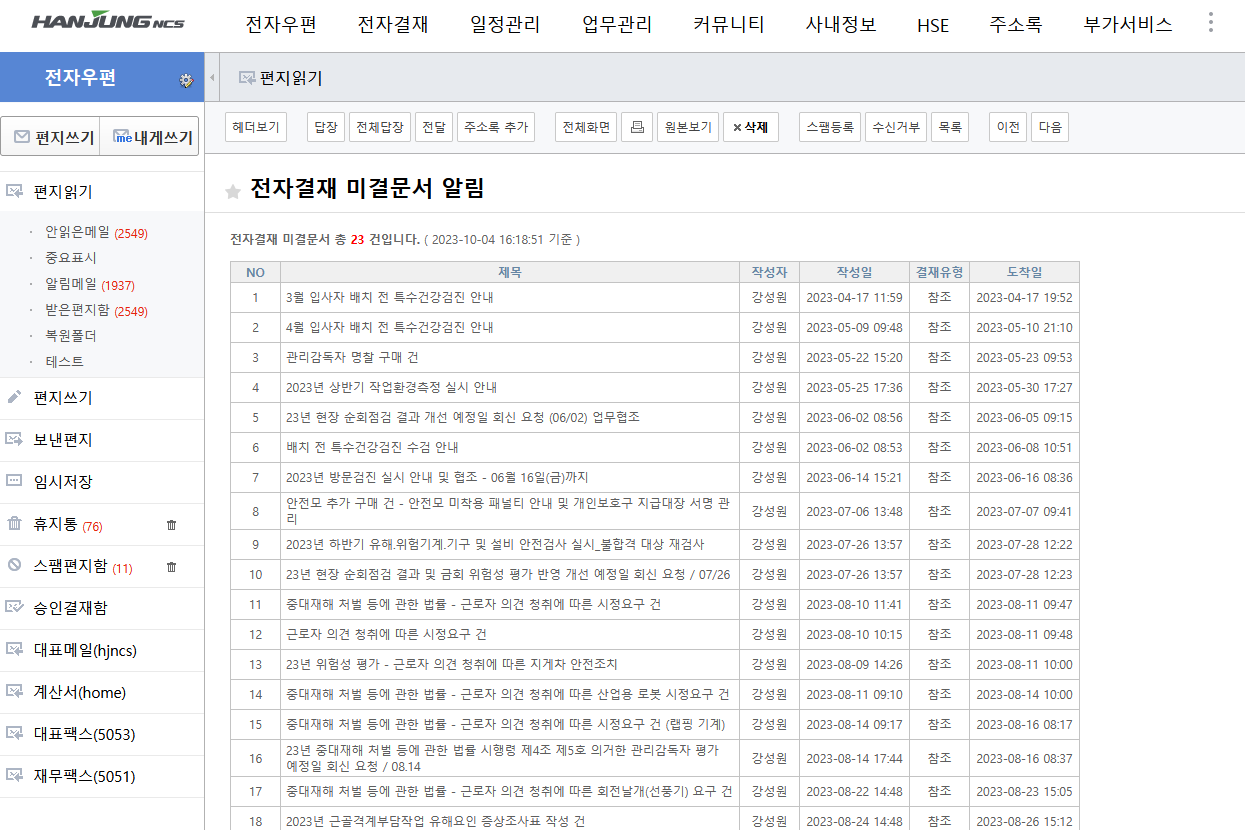 HANJUNG NCS
전자우편 전자결재 일정관리 업무관리 커뮤니티 사내정보 HSE 주소록 부가서비스
전자우편
편지읽기
편지쓰기 me 내게쓰기
헤더보기 답장 전체답장 전달 주소록 추가 전체화면 원본보기 × 삭제 스팸등록 수신거부 목록 이전 다음
편지읽기
안읽은메일 (2549)
중요표시
알림메일 (1937)
받은편지함 (2549)
복원폴더
테스트
편지쓰기
보낸편지
임시저장
휴지통 (76)
스팸편지함 (11)
승인결재함
대표메일(hjncs)
계산서(home)
대표팩스(5053)
재무팩스(5051)
전자결재 미결문서 알림
전자결재 미결문서 총 23 건입니다. ( 2023-10-04 16:18:51 기준 )
NO 제목 작성자 작성일 결재유형 도착일
1 3월 입사자 배치 전 특수건강검진 안내 강성원 2023-04-17 11:59 참조 2023-04-17 19:52
2 4월 입사자 배치 전 특수건강검진 안내 강성원 2023-05-09 09:48 참조 2023-05-10 21:10
3 관리감독자 명찰 구매 건 강성원 2023-05-22 15:20 참조 2023-05-23 09:53
4 2023년 상반기 작업환경측정 실시 안내 강성원 2023-05-25 17:36 참조 2023-05-30 17:27
5 23년 현장 순회점검 결과 개선 예정일 회신 요청 (06/02) 업무협조 강성원 2023-06-02 08:56 참조 2023-06-05 09:15
6 배치 전 특수건강검진 수검 안내 강성원 2023-06-02 08:53 참조 2023-06-08 10:51
7 2023년 방문검진 실시 안내 및 협조 - 06월 16일(금)까지 강성원 2023-06-14 15:21 참조 2023-06-16 08:36
8 안전모 추가 구매 건 - 안전모 미착용 패널티 안내 및 개인보호구 지급대장 서명 관
리 강성원 2023-07-06 13:48 참조 2023-07-07 09:41
9 2023년 하반기 유해.위험기계.기구 및 설비 안전검사 실시_불합격 대상 재검사 강성원 2023-07-26 13:57 참조 2023-07-28 12:22
10 23년 현장 순회점검 결과 및 금회 위험성 평가 반영 개선 예정일 회신 요청 / 07/26 강성원 2023-07-26 13:57 참조 2023-07-28 12:23
11 중대재해 처벌 등에 관한 법률 - 근로자 의견 청취에 따른 시정요구 건 강성원 2023-08-10 11:41 참조 2023-08-11 09:47
12 근로자 의견 청취에 따른 시정요구 건 강성원 2023-08-10 10:15 참조 2023-08-11 09:48
13 23년 위험성 평가 - 근로자 의견 청취에 따른 지게차 안전조치 강성원 2023-08-09 14:26 참조 2023-08-11 10:00
14 중대재해 처벌 등에 관한 법률 - 근로자 의견 청취에 따른 산업용 로봇 시정요구 건 강성원 2023-08-11 09:10 참조 2023-08-14 10:00
15 중대재해 처벌 등에 관한 법률 - 근로자 의견 청취에 따른 시정요구 건 (랩핑 기계) 강성원 2023-08-14 09:17 참조 2023-08-16 08:17
16 23년 중대재해 처벌 등에 관한 법률 시행령 제4조 제5호 의거한 관리감독자 평가
예정일 회신 요청 / 08.14 강성원 2023-08-14 17:44 참조 2023-08-16 08:37
17 중대재해 처벌 등에 관한 법률 - 근로자 의견 청취에 따른 회전날개(선풍기) 요구 건 강성원 2023-08-22 14:48 참조 2023-08-23 15:05
18 2023년 근골격계부담작업 유해요인 증상조사표 작성 건 강성원 2023-08-24 14:48 참조 2023-08-26 15:12